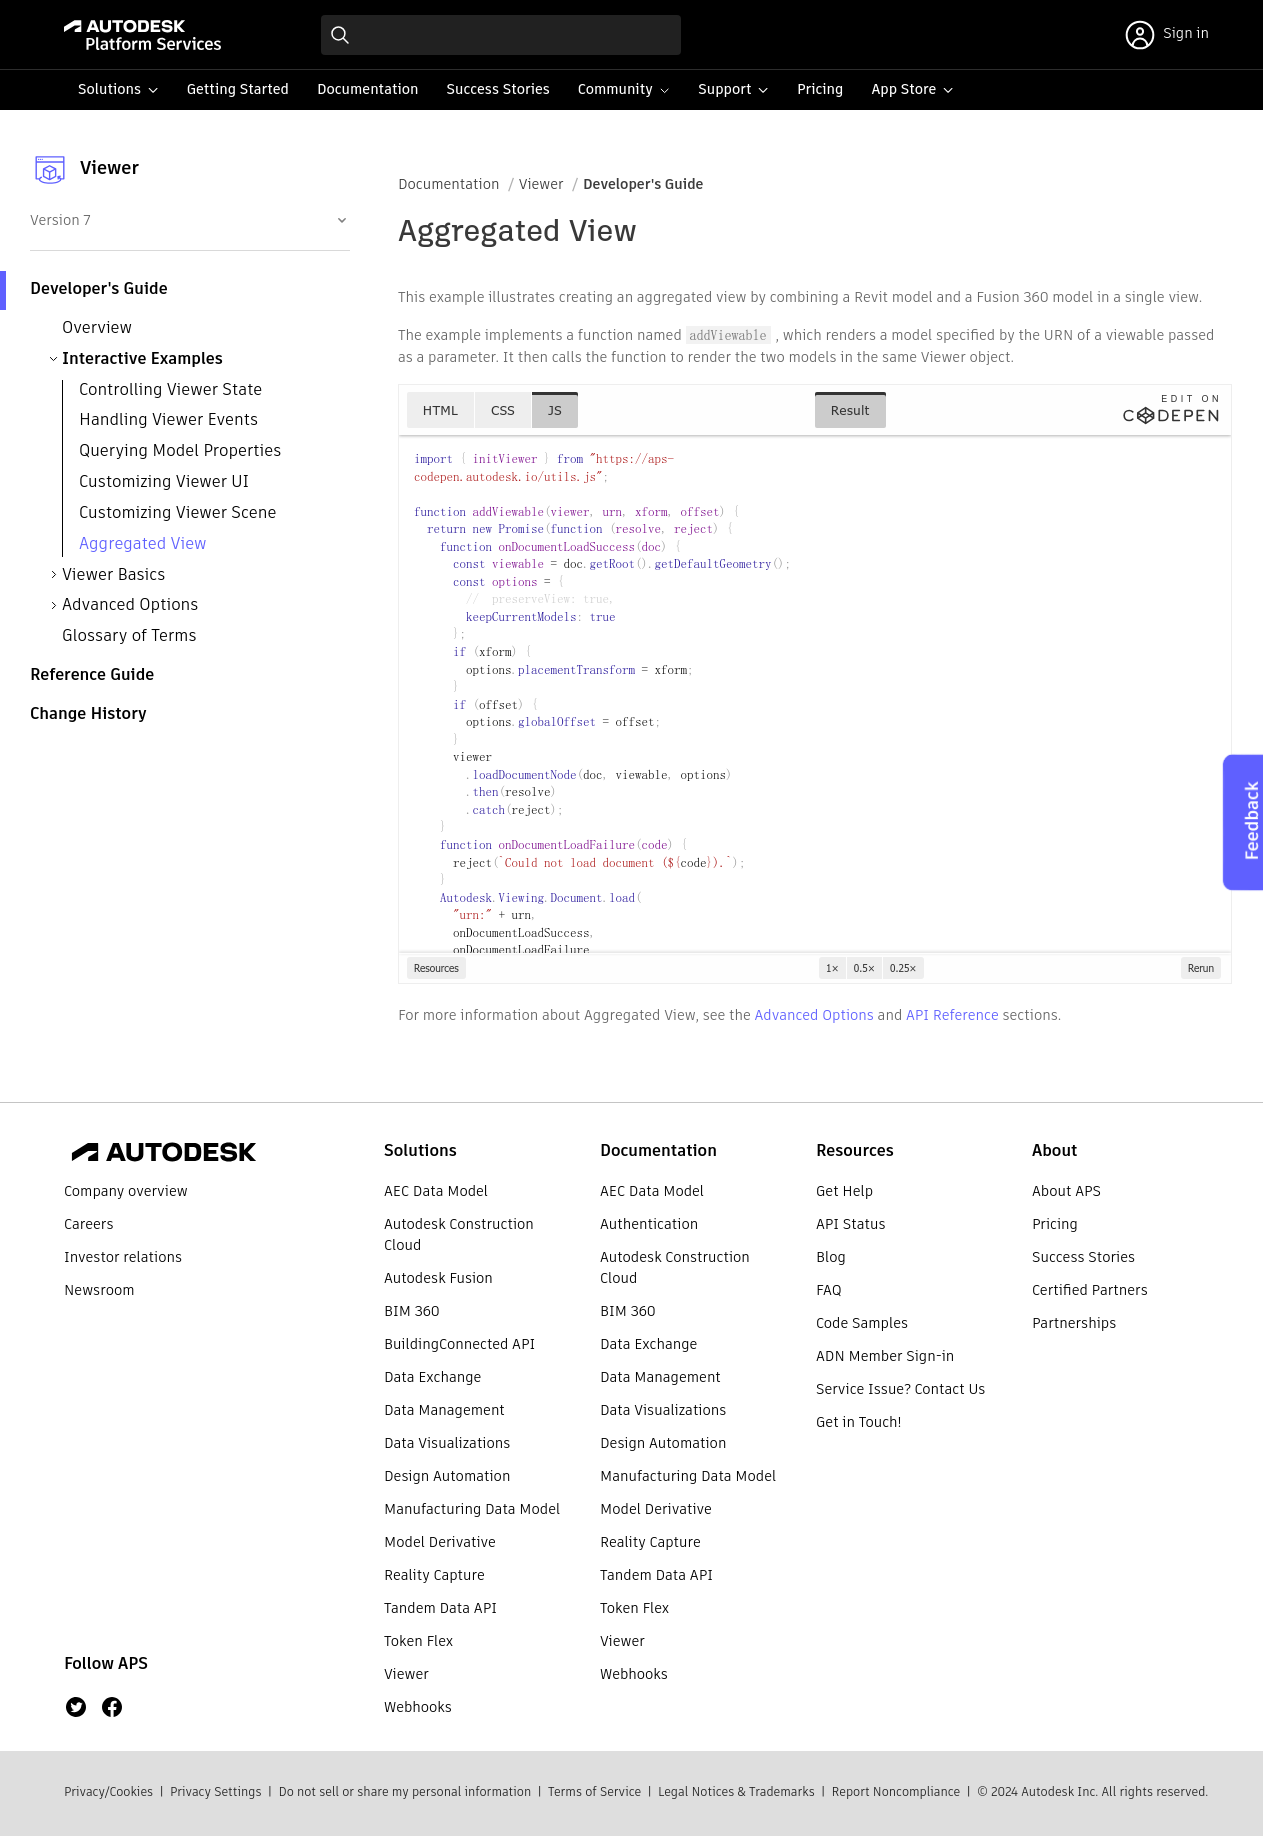 AUTODESK
Platform Services
Sign in
Solutions Getting Started Documentation Success Stories Community Support Pricing App Store
Viewer
Version 7
Developer's Guide
Overview
Interactive Examples
Controlling Viewer State
Handling Viewer Events
Querying Model Properties
Customizing Viewer UI
Customizing Viewer Scene
Aggregated View
Viewer Basics
Advanced Options
Glossary of Terms
Reference Guide
Change History
Documentation / Viewer / Developer's Guide
Aggregated View
This example illustrates creating an aggregated view by combining a Revit model and a Fusion 360 model in a single view.
The example implements a function named addViewable , which renders a model specified by the URN of a viewable passed
as a parameter. It then calls the function to render the two models in the same Viewer object.
HTML CSS JS Result
EDIT ON
CODEPEN
import { initViewer } from "https://aps-
codepen.autodesk.io/utils.js";
function addViewable(viewer, urn, xform, offset) {
return new Promise(function (resolve, reject) {
function onDocumentLoadSuccess(doc) {
const viewable = doc.getRoot().getDefaultGeometry();
const options = {
// preserveView: true,
keepCurrentModels: true
};
if (xform) {
options.placementTransform = xform;
}
if (offset) {
options.globalOffset = offset;
}
viewer
.loadDocumentNode(doc, viewable, options)
.then(resolve)
.catch(reject);
}
function onDocumentLoadFailure(code) {
reject(`Could not load document (${code}).`);
}
Autodesk.Viewing.Document.load(
"urn:" + urn,
onDocumentLoadSuccess,
onDocumentLoadFailure
Resources 1× 0.5× 0.25× Rerun
Feedback
For more information about Aggregated View, see the Advanced Options and API Reference sections.
AUTODESK
Company overview
Careers
Investor relations
Newsroom
Follow APS
Solutions
AEC Data Model
Autodesk Construction
Cloud
Autodesk Fusion
BIM 360
BuildingConnected API
Data Exchange
Data Management
Data Visualizations
Design Automation
Manufacturing Data Model
Model Derivative
Reality Capture
Tandem Data API
Token Flex
Viewer
Webhooks
Documentation
AEC Data Model
Authentication
Autodesk Construction
Cloud
BIM 360
Data Exchange
Data Management
Data Visualizations
Design Automation
Manufacturing Data Model
Model Derivative
Reality Capture
Tandem Data API
Token Flex
Viewer
Webhooks
Resources
Get Help
API Status
Blog
FAQ
Code Samples
ADN Member Sign-in
Service Issue? Contact Us
Get in Touch!
About
About APS
Pricing
Success Stories
Certified Partners
Partnerships
Privacy/Cookies | Privacy Settings | Do not sell or share my personal information | Terms of Service | Legal Notices & Trademarks | Report Noncompliance | © 2024 Autodesk Inc. All rights reserved.